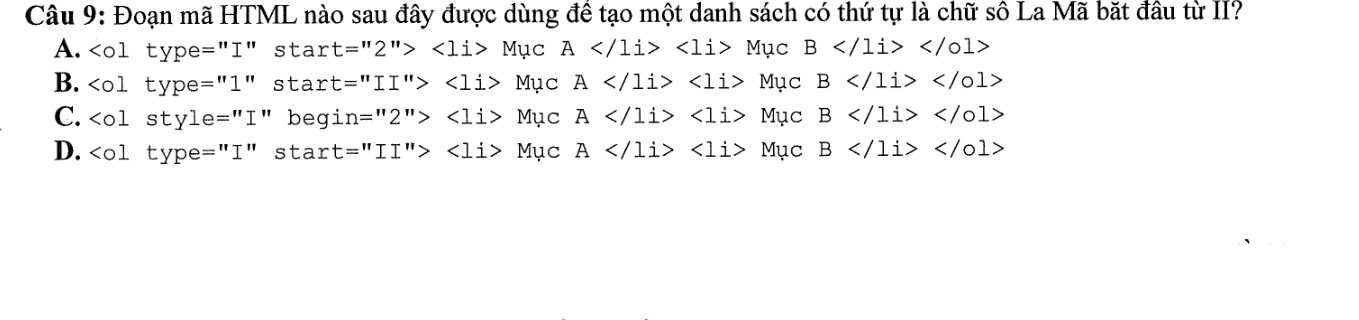 Câu 9: Đoạn mã HTML nào sau đây được dùng để tạo một danh sách có thứ tự là chữ số La Mã bắt đầu từ II?
A. <ol type="I" start="2"> <li> Mục A </li> <li> Mục B </li> </ol>
B. <ol type="1" start="II"> <li> Mục A </li> <li> Mục B </li> </ol>
C. <ol style="I" begin="2"> <li> Mục A </li> <li> Mục B </li> </ol>
D. <ol type="I" start="II"> <li> Mục A </li> <li> Mục B </li> </ol>